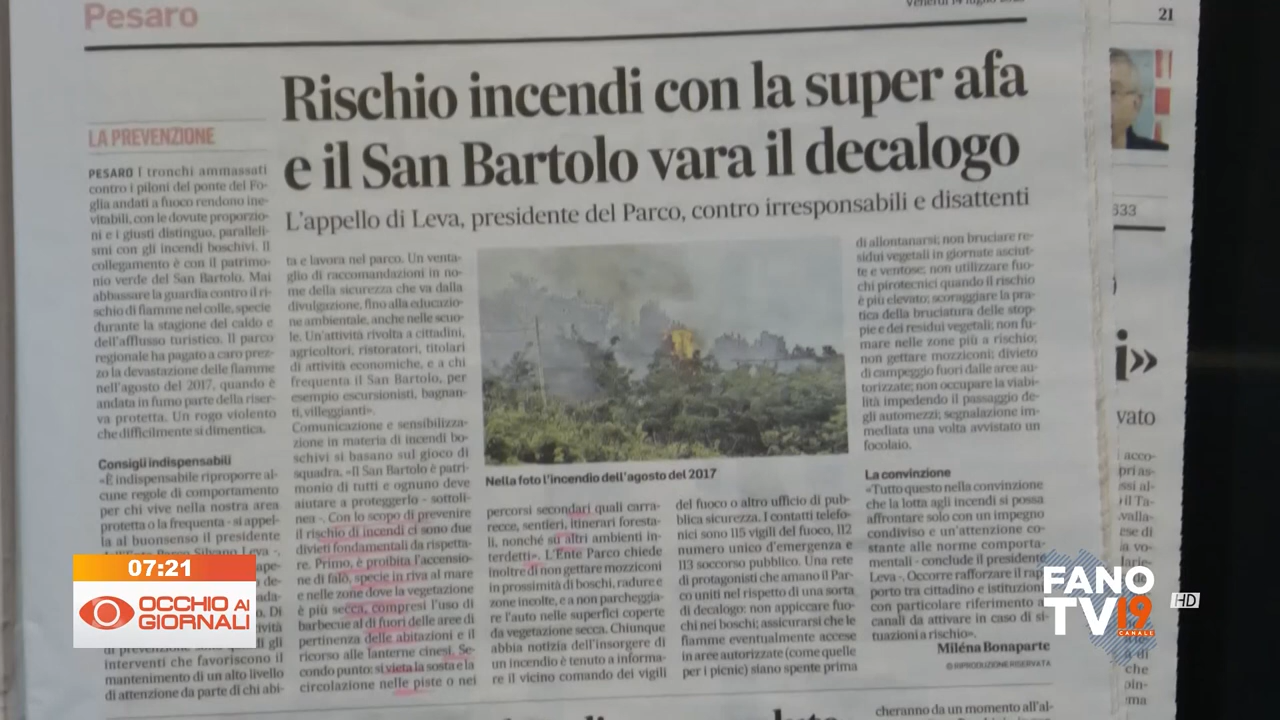 Pesaro
21
Rischio incendi con la super afa
e il San Bartolo vara il decalogo
L'appello di Leva, presidente del Parco, contro irresponsabili e disattenti
LA PREVENZIONE
PESARO I tronchi ammassati
contro i piloni del ponte del Fo-
glia andati a fuoco rendono ine-
vitabili, con le dovute proporzio-
ni e i giusti distinguo, paralleli-
smi con gli incendi boschivi. Il
collegamento è con il patrimo-
nio verde del San Bartolo. Mai
abbassare la guardia contro il ri-
schio di fiamme nel colle, specie
durante la stagione del caldo e
dell'afflusso turistico. Il parco
regionale ha pagato a caro prez-
zo la devastazione delle fiamme
nell'agosto del 2017, quando è
andata in fumo parte della riser-
va protetta. Un rogo violento
che difficilmente si dimentica.
Consigli indispensabili
«È indispensabile riproporre al-
cune regole di comportamento
per chi vive nella nostra area
protetta o la frequenta - si appel-
la al buonsenso il presidente
dell'Ente Parco Silvano Leva -.
interventi che favoriscono il
mantenimento di un alto livello
di attenzione da parte di chi abi-
ta e lavora nel parco. Un venta-
glio di raccomandazioni in no-
me della sicurezza che va dalla
divulgazione, fino alla educazio-
ne ambientale, anche nelle scuo-
le. Un'attività rivolta a cittadini,
agricoltori, ristoratori, titolari
di attività economiche, e a chi
frequenta il San Bartolo, per
esempio escursionisti, bagnan-
ti, villeggianti».
Comunicazione e sensibilizza-
zione in materia di incendi bo-
schivi si basano sul gioco di
squadra. «Il San Bartolo è patri-
monio di tutti e ognuno deve
aiutare a proteggerlo - sottoli-
nea -. Con lo scopo di prevenire
il rischio di incendi ci sono due
divieti fondamentali da rispetta-
re. Primo, è proibita l'accensio-
ne di falò, specie in riva al mare
e nelle zone dove la vegetazione
è più secca, compresi l'uso di
barbecue al di fuori delle aree di
pertinenza delle abitazioni e il
ricorso alle lanterne cinesi. Se-
condo punto: si vieta la sosta e la
circolazione nelle piste o nei
Nella foto l'incendio dell'agosto del 2017
percorsi secondari quali carra-
recce, sentieri, itinerari foresta-
li, nonché su altri ambienti in-
terdetti». L'Ente Parco chiede
inoltre di non gettare mozziconi
in prossimità di boschi, radure e
zone incolte, e a non parcheggia-
re l'auto nelle superfici coperte
da vegetazione secca. Chiunque
abbia notizia dell'insorgere di
un incendio è tenuto a informa-
re il vicino comando dei vigili
del fuoco o altro ufficio di pub-
blica sicurezza. I contatti telefo-
nici sono 115 vigili del fuoco, 112
numero unico d'emergenza e
113 soccorso pubblico. Una rete
di protagonisti che amano il Par-
co uniti nel rispetto di una sorta
di decalogo: non appiccare fuo-
chi nei boschi; assicurarsi che le
fiamme eventualmente accese
in aree autorizzate (come quelle
per i picnic) siano spente prima
di allontanarsi; non bruciare re-
sidui vegetali in giornate asciut-
te e ventose; non utilizzare fuo-
chi pirotecnici quando il rischio
è più elevato; scoraggiare la pra-
tica della bruciatura delle stop-
pie e dei residui vegetali; non fu-
mare nelle zone più a rischio;
non gettare mozziconi; divieto
di campeggio fuori dalle aree au-
torizzate; non occupare la viabi-
lità impedendo il passaggio de-
gli automezzi; segnalazione im-
mediata una volta avvistato un
focolaio.
La convinzione
«Tutto questo nella convinzione
che la lotta agli incendi si possa
affrontare solo con un impegno
condiviso e un'attenzione co-
stante alle norme comporta-
mentali - conclude il presidente
Leva -. Occorre rafforzare il rap-
porto tra cittadino e istituzioni
con particolare riferimento ai
canali da attivare in caso di si-
tuazioni a rischio».
Miléna Bonaparte
© RIPRODUZIONE RISERVATA
cheranno da un momento all'al-
i»
vato
07:21
OCCHIO AI
GIORNALI
FANO
TV 19
CANALE
HD